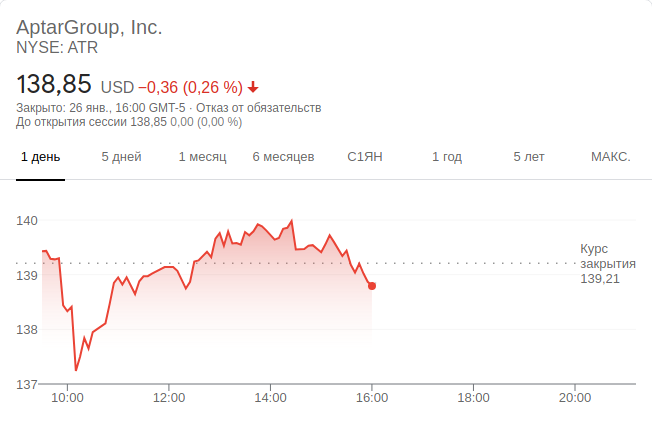 AptarGroup, Inc.
NYSE: ATR
138,85 USD −0,36 (0,26 %)
Закрыто: 26 янв., 16:00 GMT-5 · Отказ от обязательств
До открытия сессии 138,85 0,00 (0,00 %)
1 день 5 дней 1 месяц 6 месяцев С1ЯН 1 год 5 лет МАКС.
140
Курс
закрытия
139,21
139
138
137
10:00 12:00 14:00 16:00 18:00 20:00